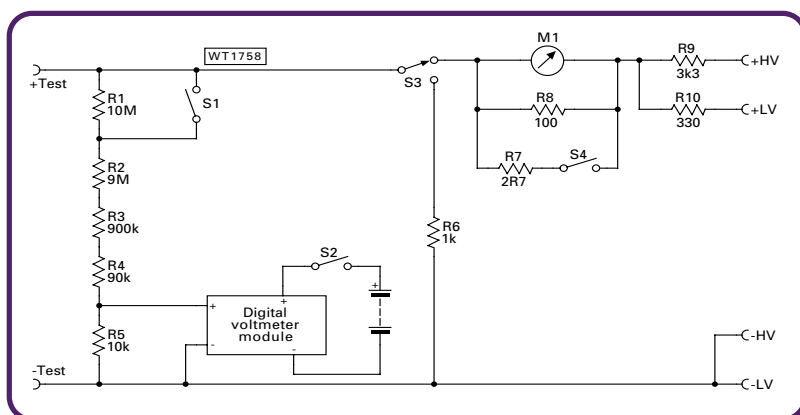 WT1758
M1
R9
3k3
+HV
+Test
R1
10M
S1
S3
R8
100
R10
330
+LV
R7
2R7
S4
R2
9M
R3
900k
R6
1k
R4
90k
S2
+
+
+
Digital
voltmeter
module
R5
10k
-
-
-HV
-Test
-LV